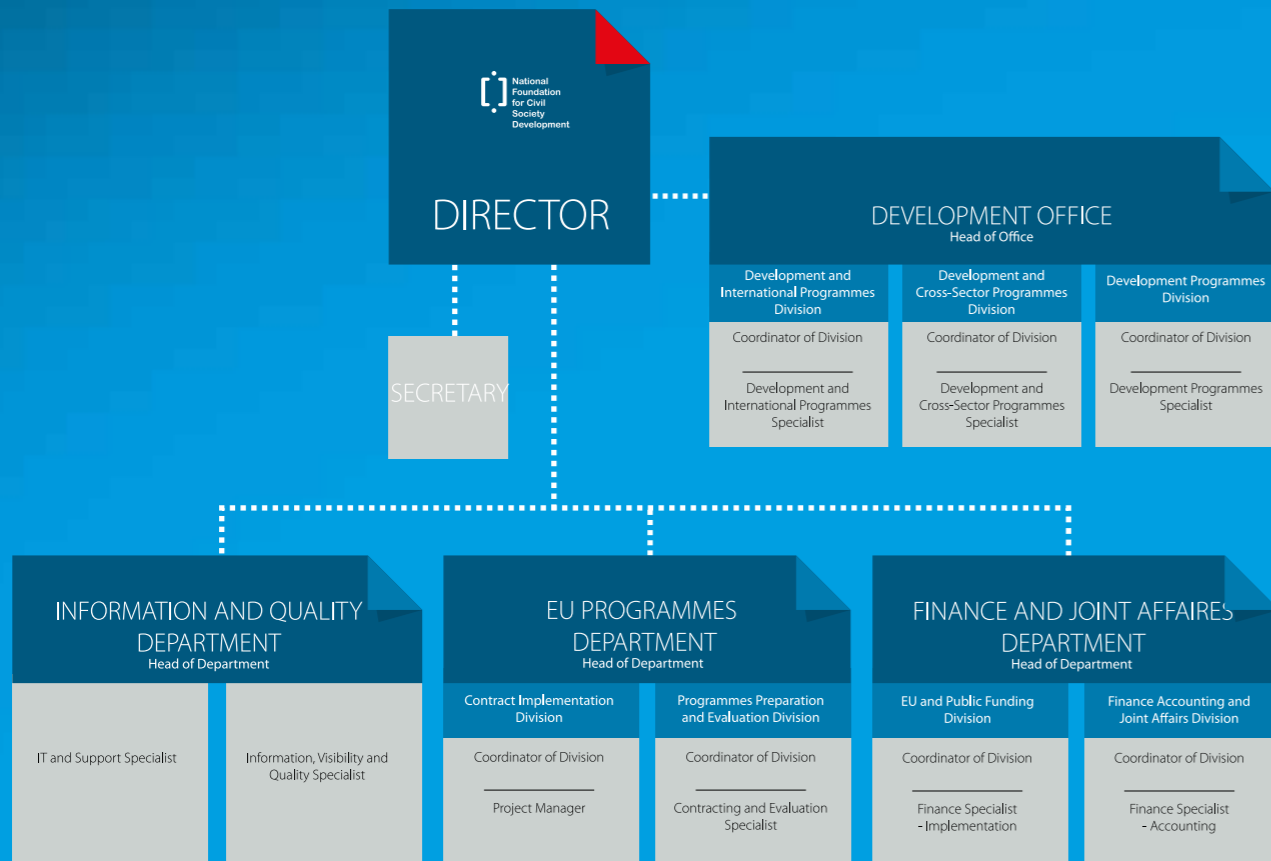 National
Foundation
for Civil
Society
Development
DIRECTOR
DEVELOPMENT OFFICE
Head of Office
Development and
International Programmes
Division
Coordinator of Division
Development and
International Programmes
Specialist
Development and
Cross-Sector Programmes
Division
Coordinator of Division
Development and
Cross-Sector Programmes
Specialist
Development Programmes
Division
Coordinator of Division
Development Programmes
Specialist
SECRETARY
INFORMATION AND QUALITY
DEPARTMENT
Head of Department
IT and Support Specialist
Information, Visibility and
Quality Specialist
EU PROGRAMMES
DEPARTMENT
Head of Department
Contract Implementation
Division
Coordinator of Division
Project Manager
Programmes Preparation
and Evaluation Division
Coordinator of Division
Contracting and Evaluation
Specialist
FINANCE AND JOINT AFFAIRES
DEPARTMENT
Head of Department
EU and Public Funding
Division
Coordinator of Division
Finance Specialist
- Implementation
Finance Accounting and
Joint Affairs Division
Coordinator of Division
Finance Specialist
- Accounting